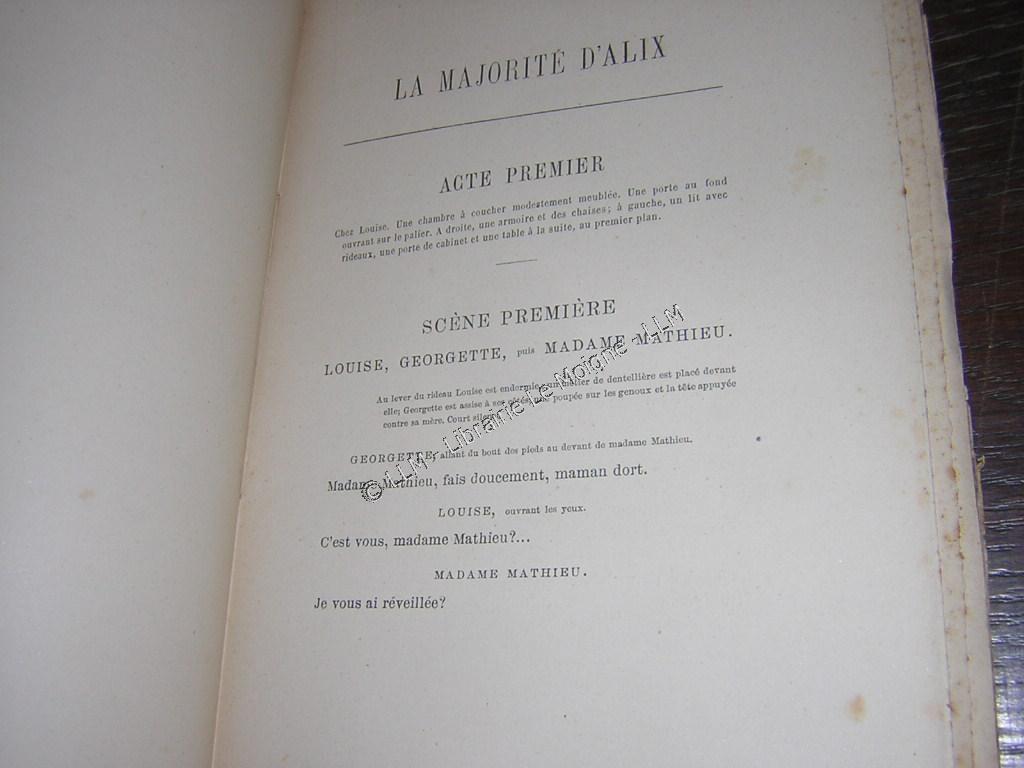 LA MAJORITÉ D'ALIX
ACTE PREMIER
Chez Louise. Une chambre à coucher modestement meublée. Une porte au fond
ouvrant sur le palier. A droite, une armoire et des chaises; à gauche, un lit avec
rideaux, une porte de cabinet et une table à la suite, au premier plan.
SCÈNE PREMIÈRE
LOUISE, GEORGETTE, puis MADAME MATHIEU.
Au lever du rideau Louise est endormie, un métier de dentellière est placé devant
elle; Georgette est assise à ses côtés, une poupée sur les genoux et la tête appuyée
contre sa mère. Court silence.
GEORGETTE, allant du bout des pieds au devant de madame Mathieu.
Madame Mathieu, fais doucement, maman dort.
LOUISE, ouvrant les yeux.
C'est vous, madame Mathieu?...
MADAME MATHIEU.
Je vous ai réveillée?
© LLM - Librairie Le Moigne - LLM